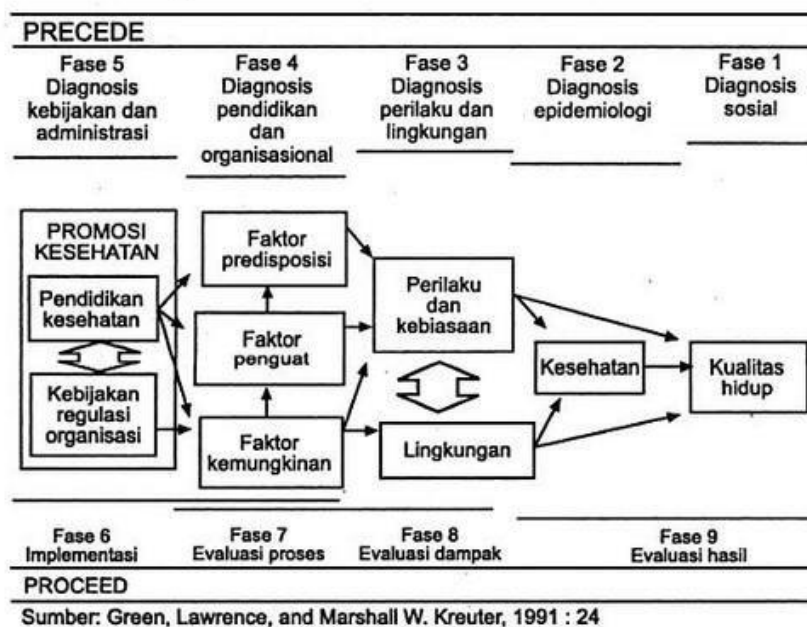 PRECEDE
Fase 5
Diagnosis
kebijakan dan
administrasi
Fase 4
Diagnosis
pendidikan
dan
organisasional
Fase 3
Diagnosis
perilaku dan
lingkungan
Fase 2
Diagnosis
epidemiologi
Fase 1
Diagnosis
sosial
PROMOSI
KESEHATAN
Pendidikan
kesehatan
Kebijakan
regulasi
organisasi
Faktor
predisposisi
Faktor
penguat
Faktor
kemungkinan
Perilaku
dan
kebiasaan
Lingkungan
Kesehatan
Kualitas
hidup
Fase 6
Implementasi
Fase 7
Evaluasi proses
Fase 8
Evaluasi dampak
Fase 9
Evaluasi hasil
PROCEED
Sumber: Green, Lawrence, and Marshall W. Kreuter, 1991 : 24